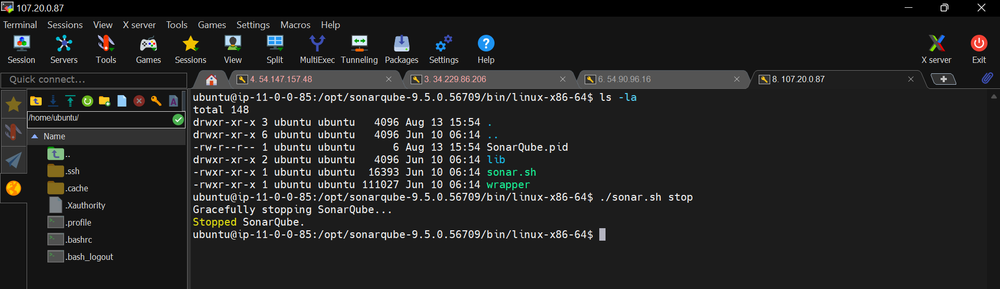 107.20.0.87
Terminal Sessions View X server Tools Games Settings Macros Help
Session Servers Tools Games Sessions View Split MultiExec Tunneling Packages Settings Help X server Exit
Quick connect... 4. 54.147.157.48 3. 34.229.86.206 6. 54.90.96.16 8. 107.20.0.87
/home/ubuntu/
Name
..
.ssh
.cache
.Xauthority
.profile
.bashrc
.bash_logout
ubuntu@ip-11-0-0-85:/opt/sonarqube-9.5.0.56709/bin/linux-x86-64$ ls -la
total 148
drwxr-xr-x 3 ubuntu ubuntu   4096 Aug 13 15:54 .
drwxr-xr-x 6 ubuntu ubuntu   4096 Jun 10 06:14 ..
-rw-r--r-- 1 ubuntu ubuntu      6 Aug 13 15:54 SonarQube.pid
drwxr-xr-x 2 ubuntu ubuntu   4096 Jun 10 06:14 lib
-rwxr-xr-x 1 ubuntu ubuntu  16393 Jun 10 06:14 sonar.sh
-rwxr-xr-x 1 ubuntu ubuntu 111027 Jun 10 06:14 wrapper
ubuntu@ip-11-0-0-85:/opt/sonarqube-9.5.0.56709/bin/linux-x86-64$ ./sonar.sh stop
Gracefully stopping SonarQube...
Stopped SonarQube.
ubuntu@ip-11-0-0-85:/opt/sonarqube-9.5.0.56709/bin/linux-x86-64$